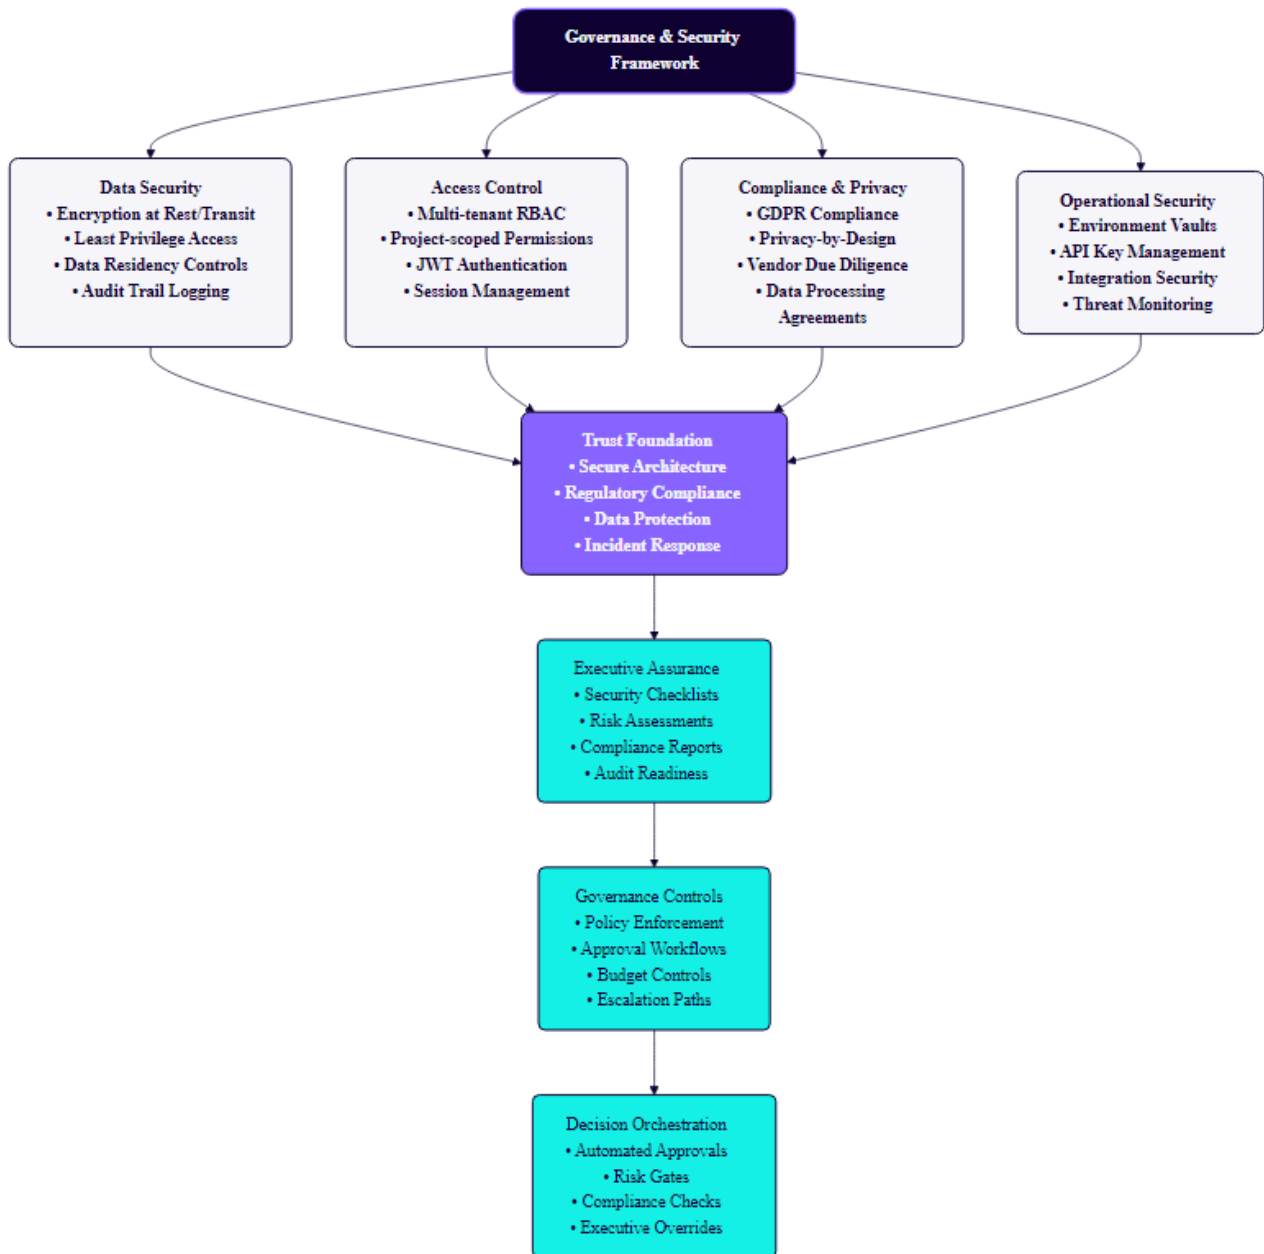 Governance & Security
Framework
Data Security
• Encryption at Rest/Transit
• Least Privilege Access
• Data Residency Controls
• Audit Trail Logging
Access Control
• Multi-tenant RBAC
• Project-scoped Permissions
• JWT Authentication
• Session Management
Compliance & Privacy
• GDPR Compliance
• Privacy-by-Design
• Vendor Due Diligence
• Data Processing
Agreements
Operational Security
• Environment Vaults
• API Key Management
• Integration Security
• Threat Monitoring
Trust Foundation
• Secure Architecture
• Regulatory Compliance
• Data Protection
• Incident Response
Executive Assurance
• Security Checklists
• Risk Assessments
• Compliance Reports
• Audit Readiness
Governance Controls
• Policy Enforcement
• Approval Workflows
• Budget Controls
• Escalation Paths
Decision Orchestration
• Automated Approvals
• Risk Gates
• Compliance Checks
• Executive Overrides